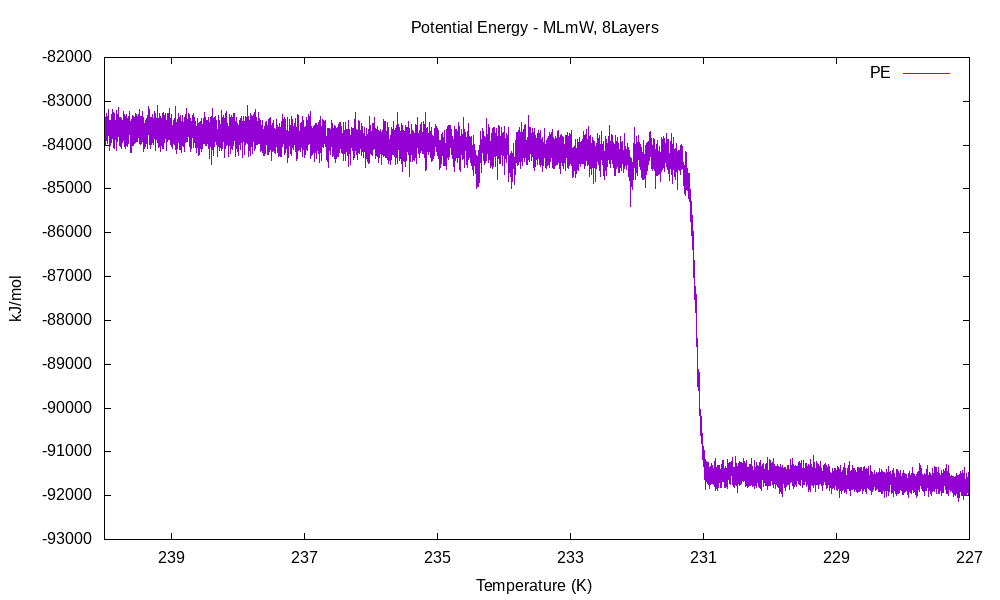 Potential Energy - MLmW, 8Layers
PE
-82000
-83000
-84000
-85000
-86000
-87000
-88000
-89000
-90000
-91000
-92000
-93000
kJ/mol
239 237 235 233 231 229 227
Temperature (K)